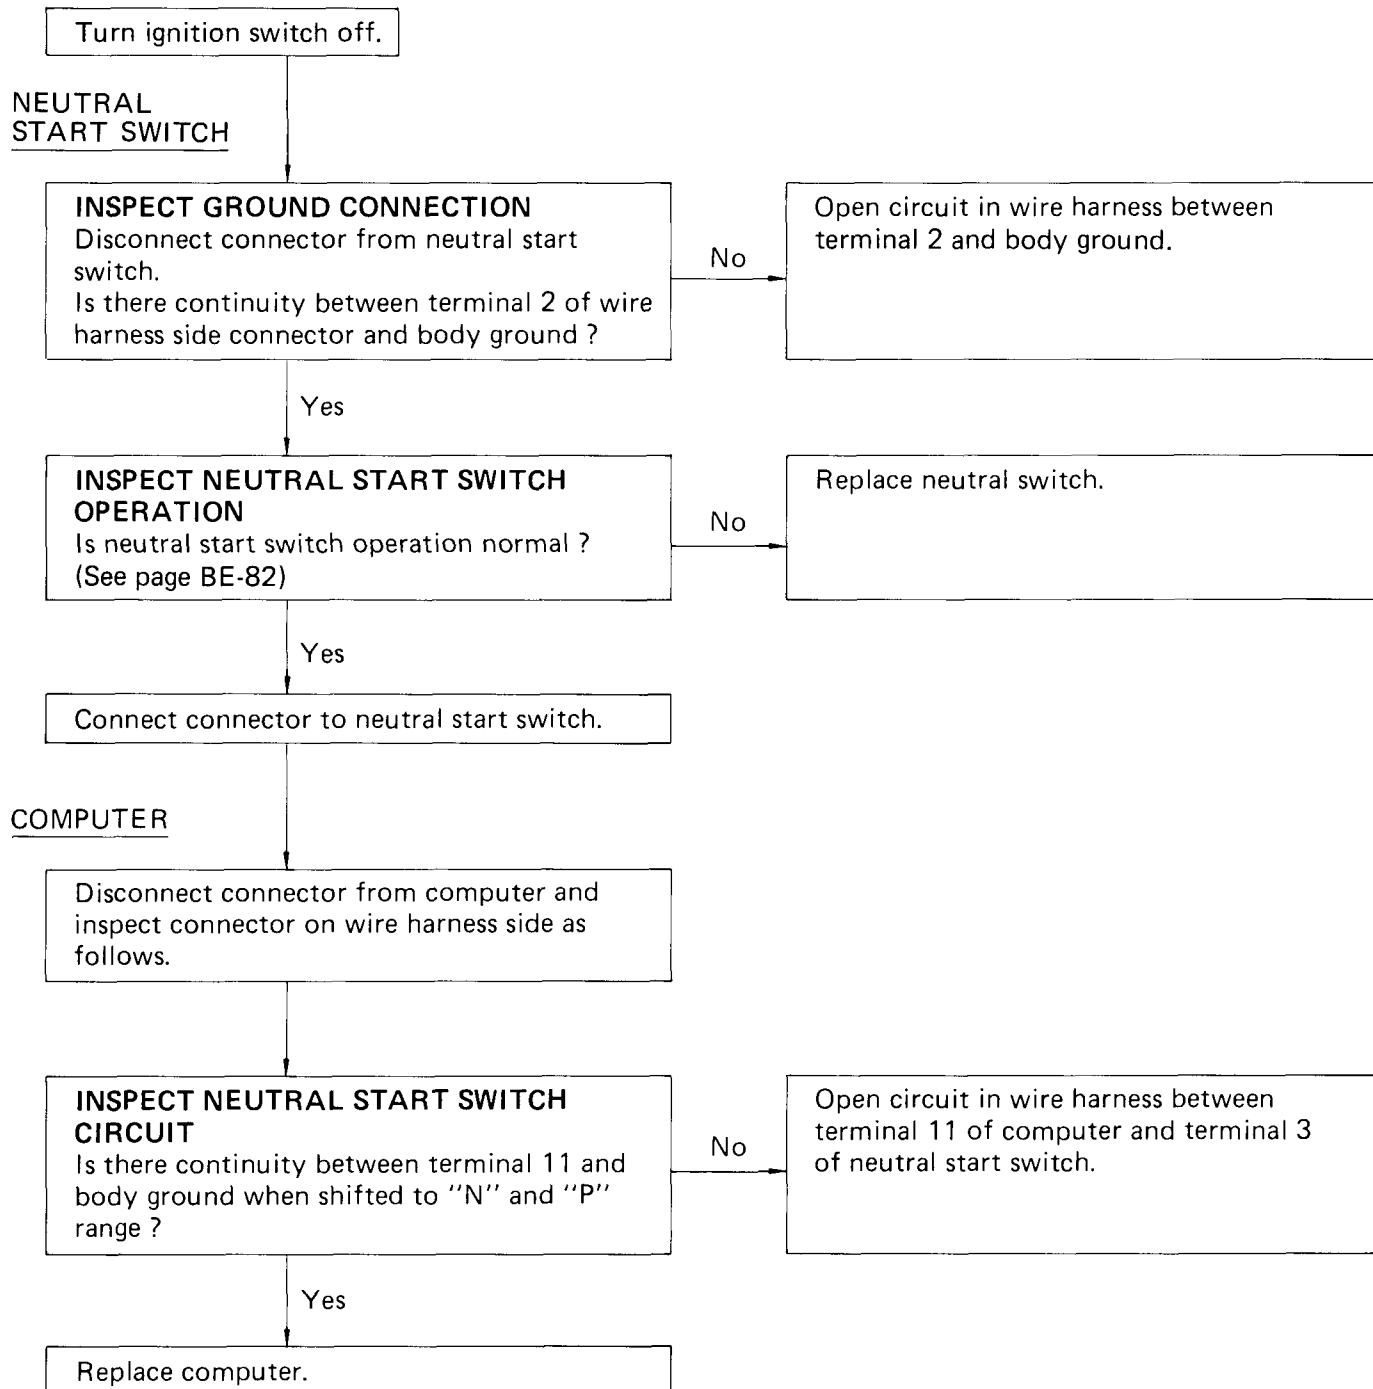 Turn ignition switch off.
NEUTRAL
START SWITCH
INSPECT GROUND CONNECTION
Disconnect connector from neutral start
switch.
Is there continuity between terminal 2 of wire
harness side connector and body ground ?
No
Open circuit in wire harness between
terminal 2 and body ground.
Yes
INSPECT NEUTRAL START SWITCH
OPERATION
Is neutral start switch operation normal ?
(See page BE-82)
No
Replace neutral switch.
Yes
Connect connector to neutral start switch.
COMPUTER
Disconnect connector from computer and
inspect connector on wire harness side as
follows.
INSPECT NEUTRAL START SWITCH
CIRCUIT
Is there continuity between terminal 11 and
body ground when shifted to "N" and "P"
range ?
No
Open circuit in wire harness between
terminal 11 of computer and terminal 3
of neutral start switch.
Yes
Replace computer.